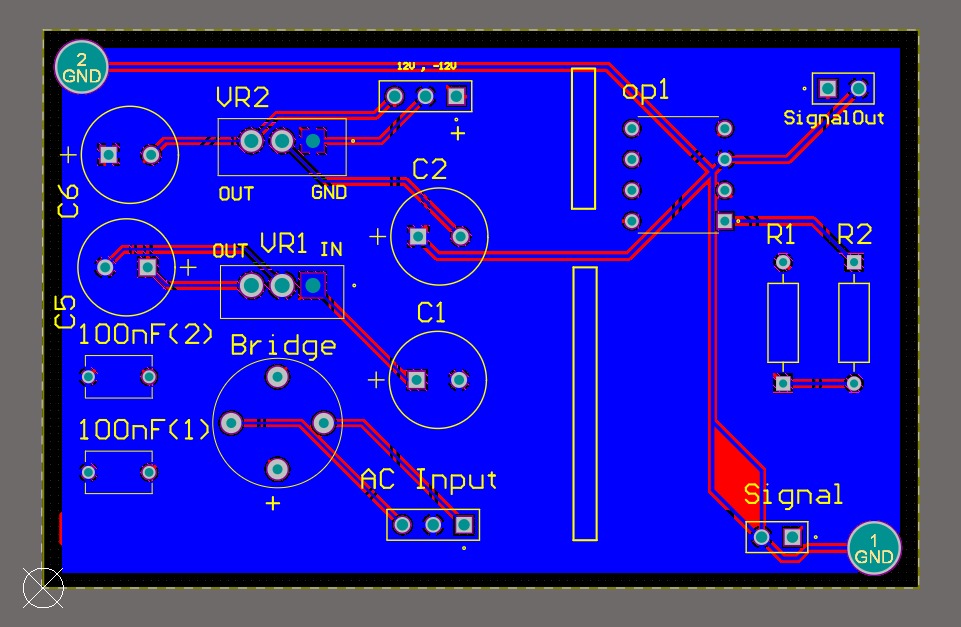 2
GND
12V , -12V
VR2
op1
SignalOut
C2
OUT
GND
C6
VR1
OUT
IN
R1
R2
C5
C1
100nF(2)
Bridge
100nF(1)
AC Input
Signal
1
GND